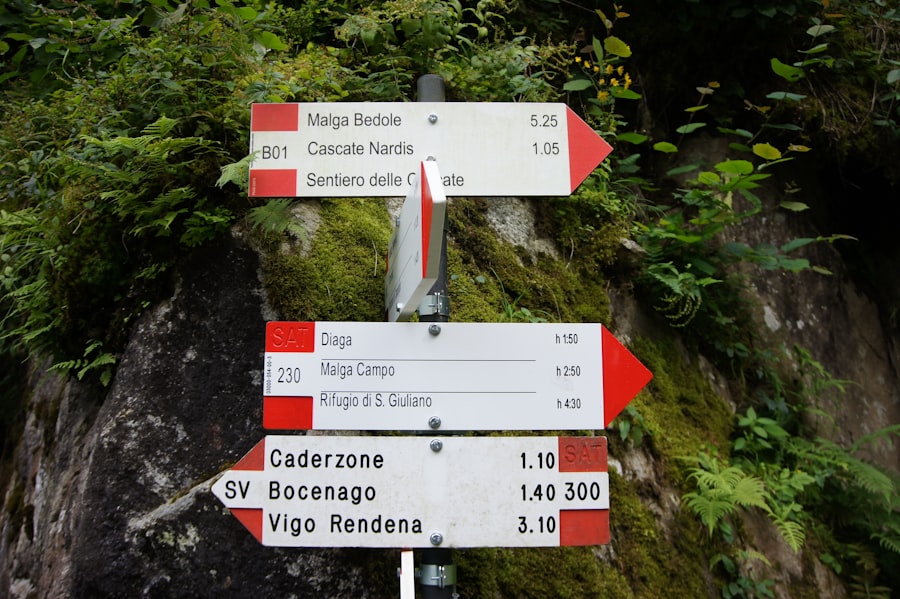 Malga Bedole 5.25
B01 Cascate Nardis 1.05
Sentiero delle
SAT Diaga h 1:50
230 Malga Campo h 2:50
Rifugio di S. Giuliano h 4:30
Caderzone 1.10 SAT
SV Bocenago 1.40 300
Vigo Rendena 3.10